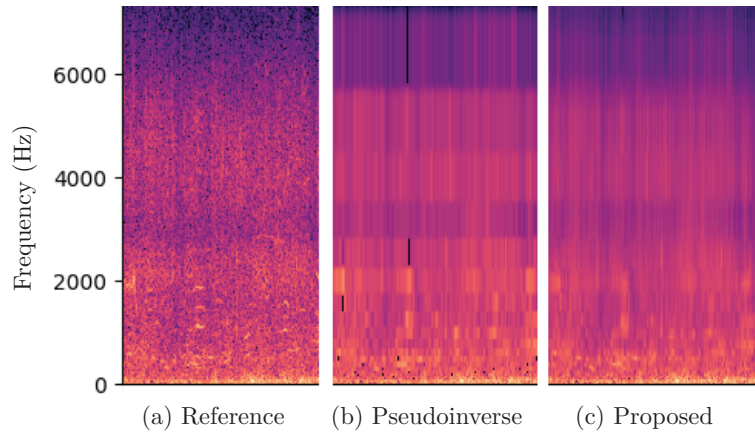 6000
4000
2000
0
Frequency (Hz)
(a) Reference
(b) Pseudoinverse
(c) Proposed